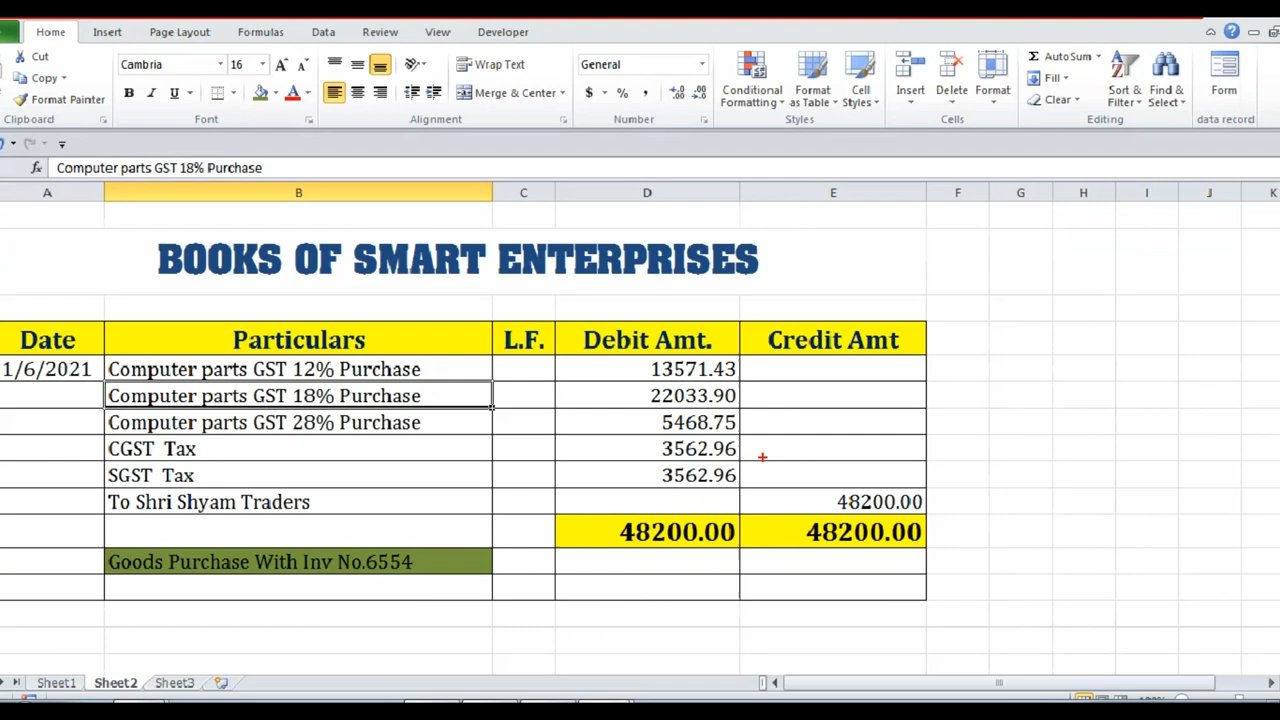 Home Insert Page Layout Formulas Data Review View Developer
Cut
Copy
Format Painter
Clipboard
Cambria 16 A A
B I U A
Font
Wrap Text
Merge & Center
Alignment
General
$ % ,
Number
Conditional Formatting
Format as Table
Cell Styles
Styles
Insert Delete Format
Cells
Σ AutoSum
Fill
Clear
Sort & Filter
Find & Select
Editing
Form
data record
fx Computer parts GST 18% Purchase
A B C D E F G H I J K
BOOKS OF SMART ENTERPRISES
Date Particulars L.F. Debit Amt. Credit Amt
1/6/2021 Computer parts GST 12% Purchase 13571.43
Computer parts GST 18% Purchase 22033.90
Computer parts GST 28% Purchase 5468.75
CGST Tax 3562.96
SGST Tax 3562.96
To Shri Shyam Traders 48200.00
48200.00 48200.00
Goods Purchase With Inv No.6554
Sheet1 Sheet2 Sheet3